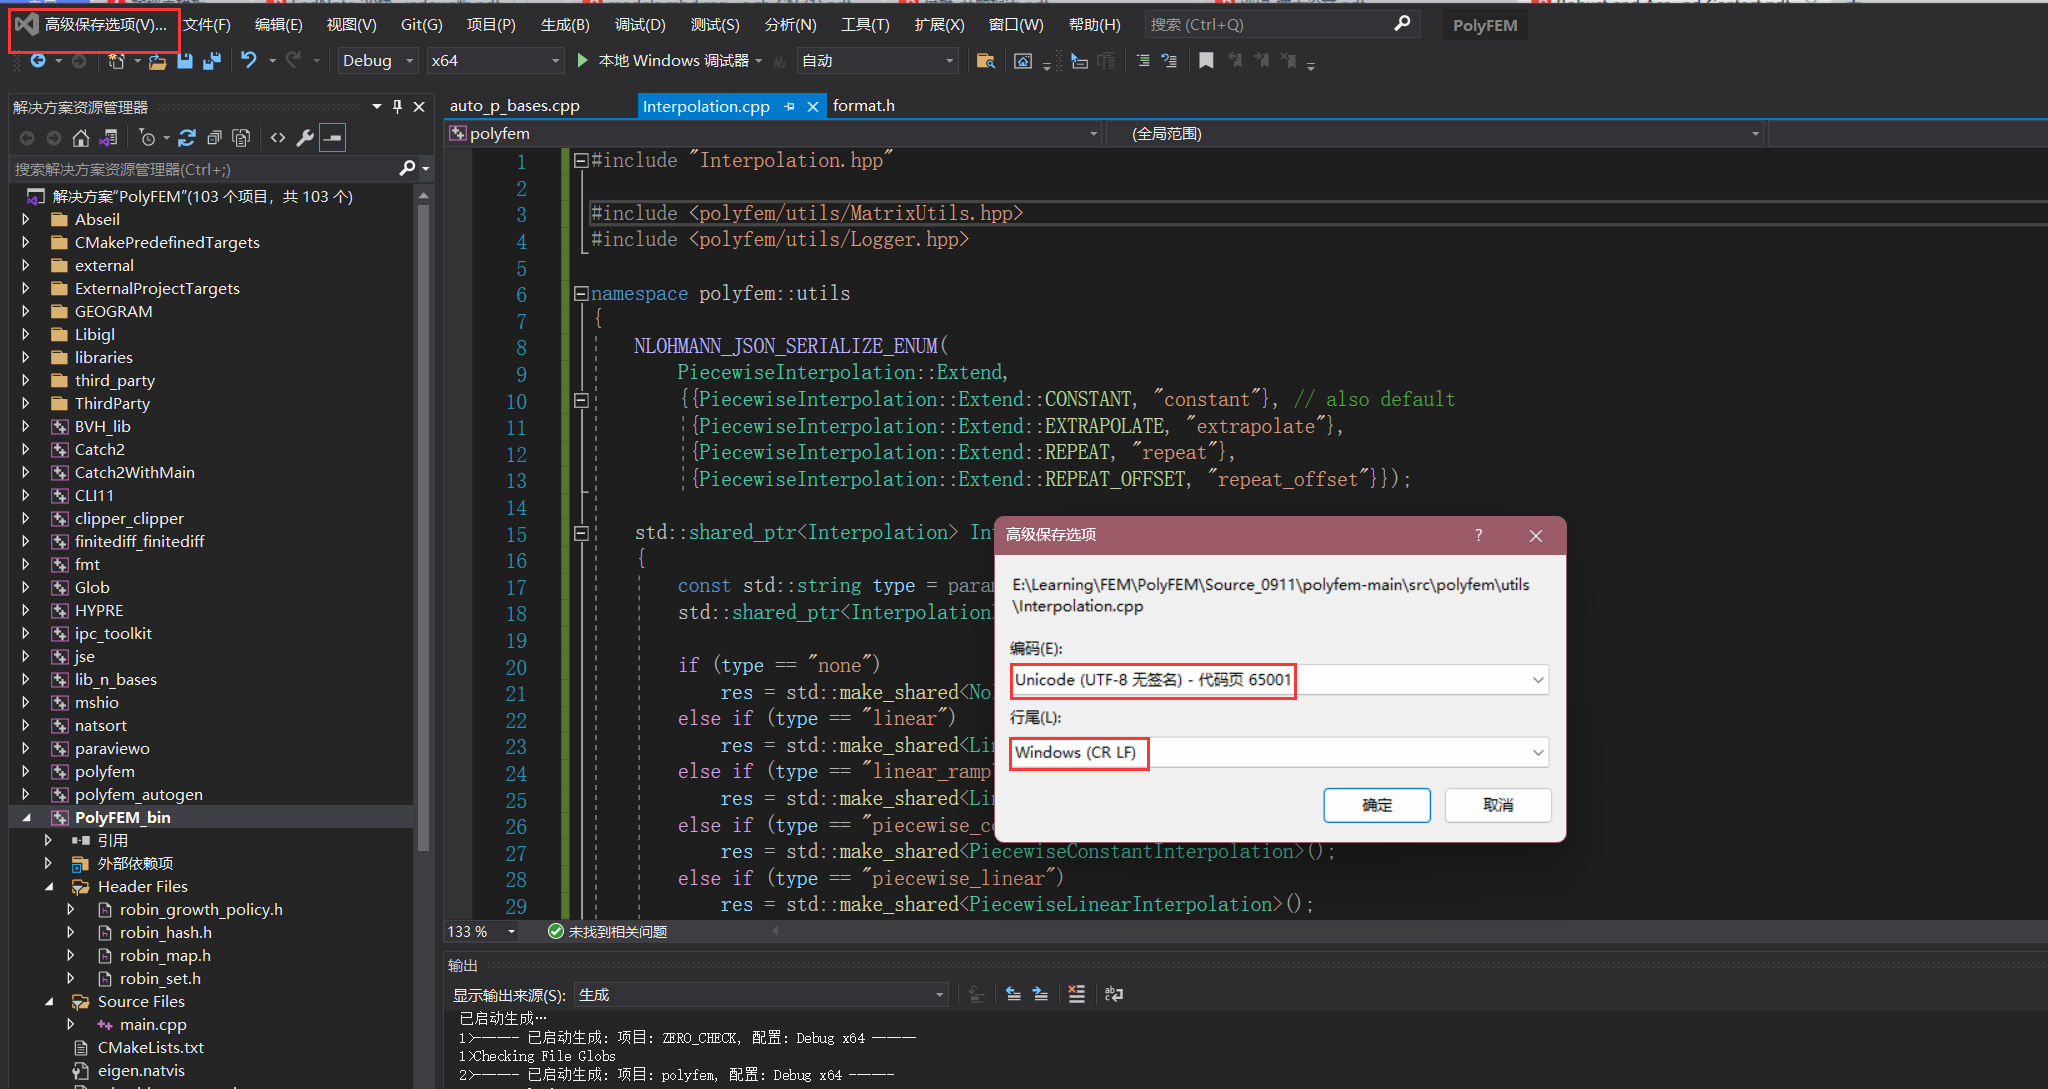 高级保存选项(V)... 文件(F) 编辑(E) 视图(V) Git(G) 项目(P) 生成(B) 调试(D) 测试(S) 分析(N) 工具(T) 扩展(X) 窗口(W) 帮助(H) 搜索 (Ctrl+Q) PolyFEM
Debug x64 本地 Windows 调试器 自动
解决方案资源管理器
搜索解决方案资源管理器(Ctrl+;)
解决方案"PolyFEM"(103 个项目，共 103 个)
Abseil
CMakePredefinedTargets
external
ExternalProjectTargets
GEOGRAM
Libigl
libraries
third_party
ThirdParty
BVH_lib
Catch2
Catch2WithMain
CLI11
clipper_clipper
finitediff_finitediff
fmt
Glob
HYPRE
ipc_toolkit
jse
lib_n_bases
mshio
natsort
paraviewo
polyfem
polyfem_autogen
PolyFEM_bin
引用
外部依赖项
Header Files
robin_growth_policy.h
robin_hash.h
robin_map.h
robin_set.h
Source Files
main.cpp
CMakeLists.txt
eigen.natvis
auto_p_bases.cpp Interpolation.cpp format.h
polyfem (全局范围)
1 #include "Interpolation.hpp"
2
3 #include <polyfem/utils/MatrixUtils.hpp>
4 #include <polyfem/utils/Logger.hpp>
5
6 namespace polyfem::utils
7 {
8 NLOHMANN_JSON_SERIALIZE_ENUM(
9 PiecewiseInterpolation::Extend,
10 {{PiecewiseInterpolation::Extend::CONSTANT, "constant"}, // also default
11 {PiecewiseInterpolation::Extend::EXTRAPOLATE, "extrapolate"},
12 {PiecewiseInterpolation::Extend::REPEAT, "repeat"},
13 {PiecewiseInterpolation::Extend::REPEAT_OFFSET, "repeat_offset"}});
14
15 std::shared_ptr<Interpolation> In
16 {
17 const std::string type = para
18 std::shared_ptr<Interpolation
19
20 if (type == "none")
21 res = std::make_shared<No
22 else if (type == "linear")
23 res = std::make_shared<Li
24 else if (type == "linear_ramp
25 res = std::make_shared<Li
26 else if (type == "piecewise_c
27 res = std::make_shared<PiecewiseConstantInterpolation>();
28 else if (type == "piecewise_linear")
29 res = std::make_shared<PiecewiseLinearInterpolation>();
高级保存选项 ?
E:\Learning\FEM\PolyFEM\Source_0911\polyfem-main\src\polyfem\utils
\Interpolation.cpp
编码(E):
Unicode (UTF-8 无签名) - 代码页 65001
行尾(L):
Windows (CR LF)
确定 取消
133 % 未找到相关问题
输出
显示输出来源(S): 生成
已启动生成…
1>------ 已启动生成: 项目: ZERO_CHECK, 配置: Debug x64 ------
1>Checking File Globs
2>------ 已启动生成: 项目: polyfem, 配置: Debug x64 ------